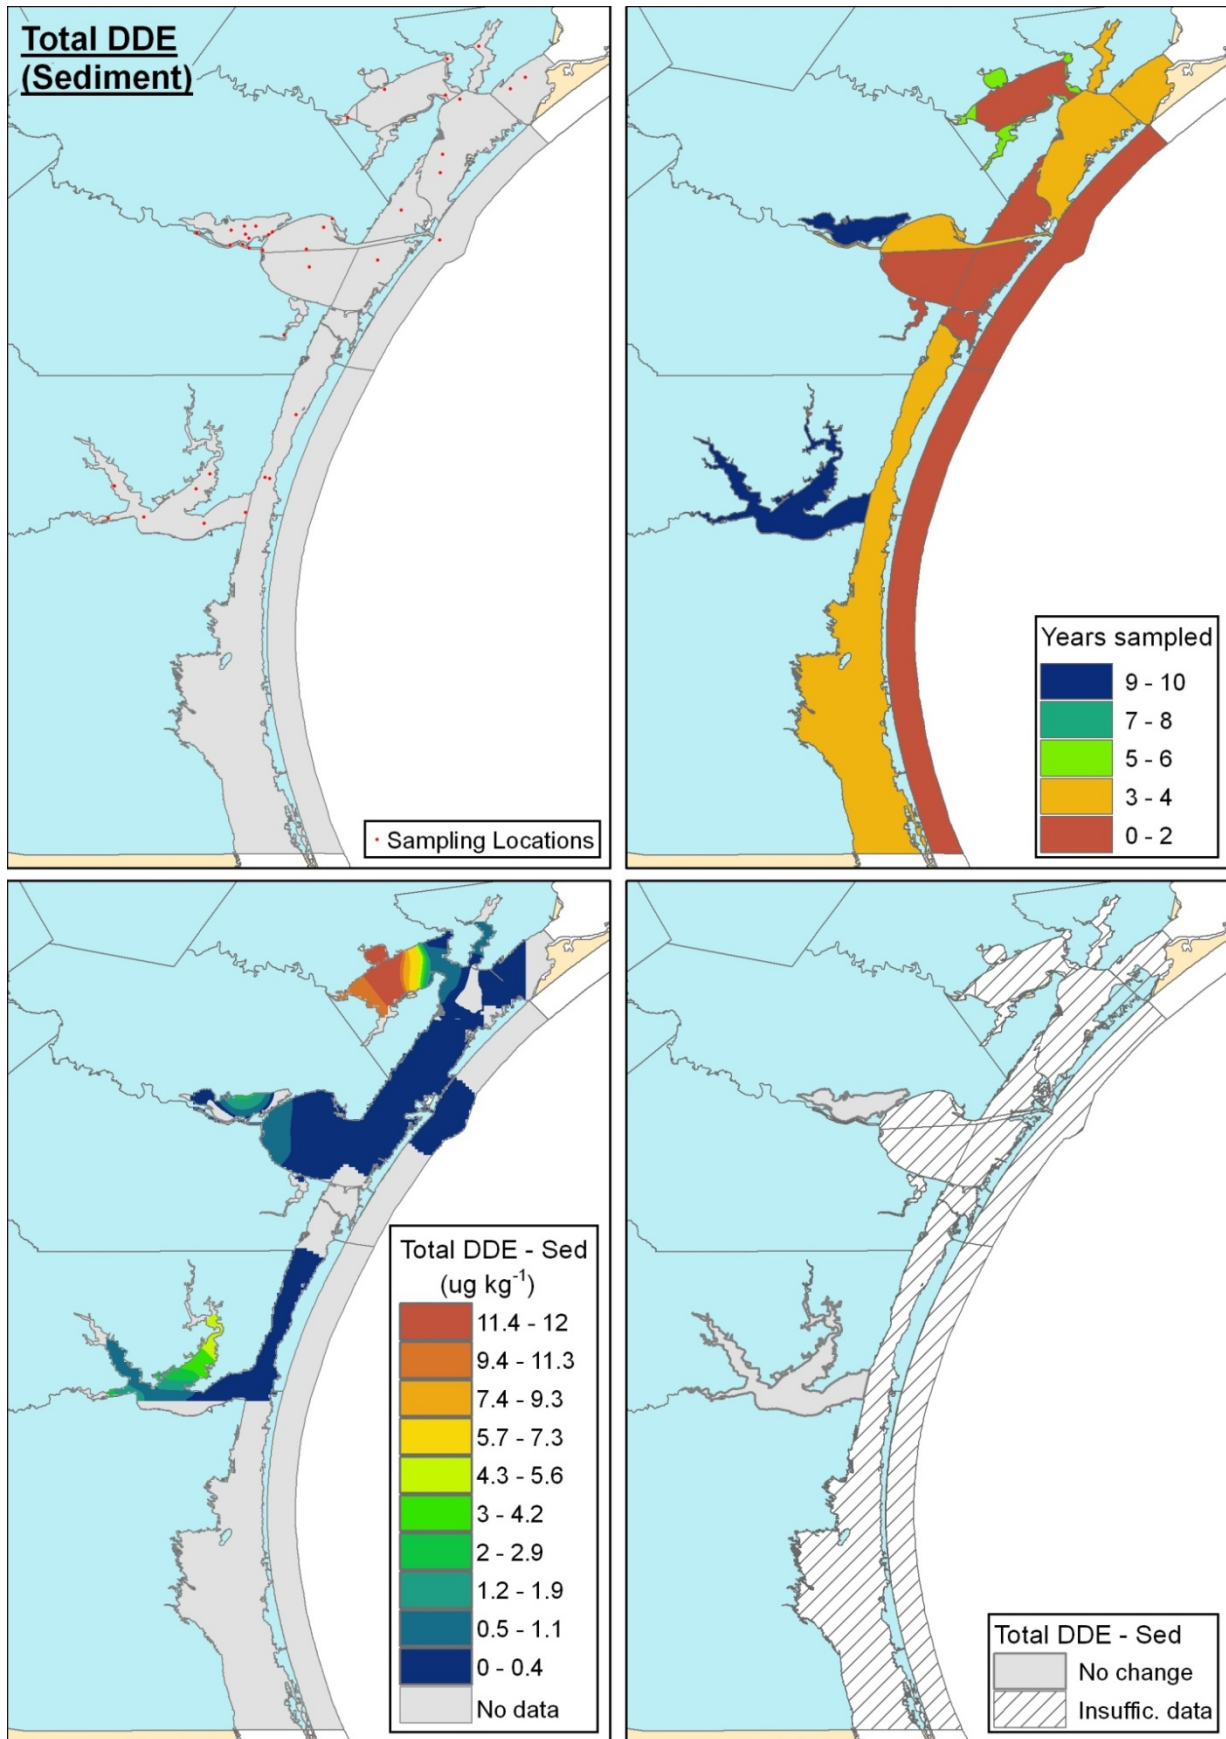 Total DDE
(Sediment)
Sampling Locations
Years sampled
9 - 10
7 - 8
5 - 6
3 - 4
0 - 2
Total DDE - Sed
(ug kg⁻¹)
11.4 - 12
9.4 - 11.3
7.4 - 9.3
5.7 - 7.3
4.3 - 5.6
3 - 4.2
2 - 2.9
1.2 - 1.9
0.5 - 1.1
0 - 0.4
No data
Total DDE - Sed
No change
Insuffic. data